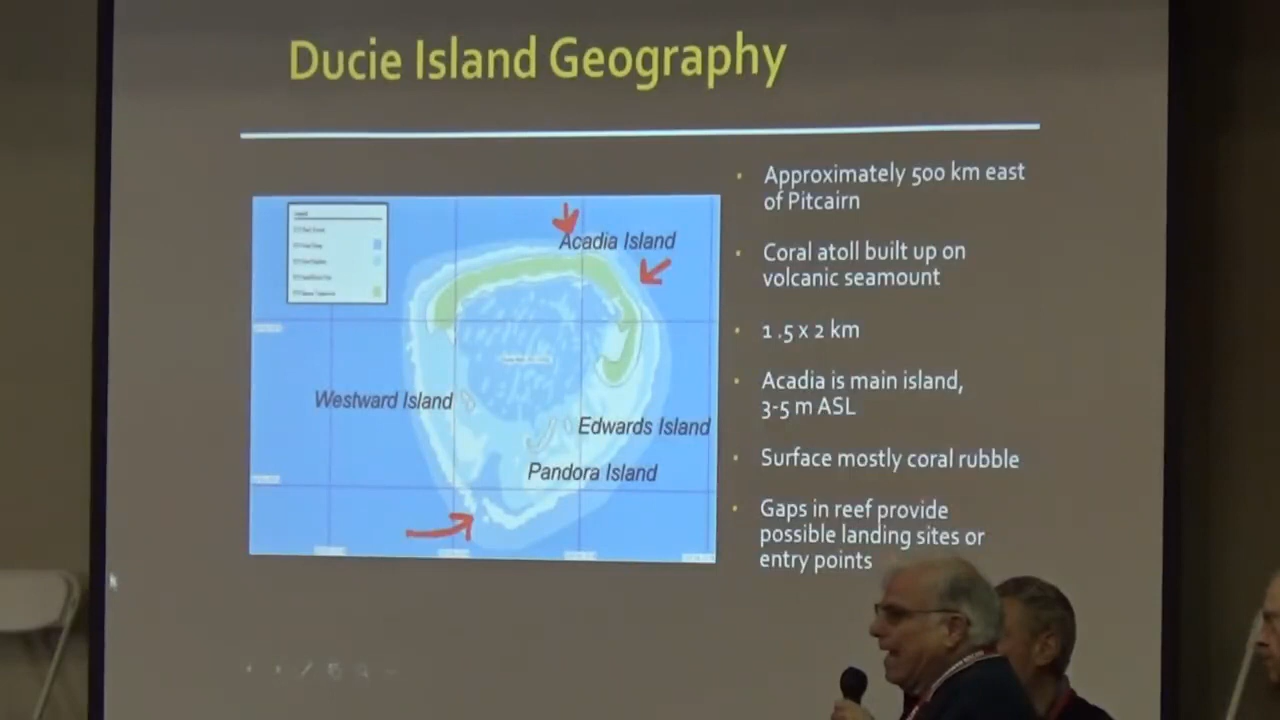 Ducie Island Geography
Acadia Island
Westward Island
Edwards Island
Pandora Island
• Approximately 500 km east
of Pitcairn
• Coral atoll built up on
volcanic seamount
• 1.5 x 2 km
• Acadia is main island,
3-5 m ASL
• Surface mostly coral rubble
• Gaps in reef provide
possible landing sites or
entry points